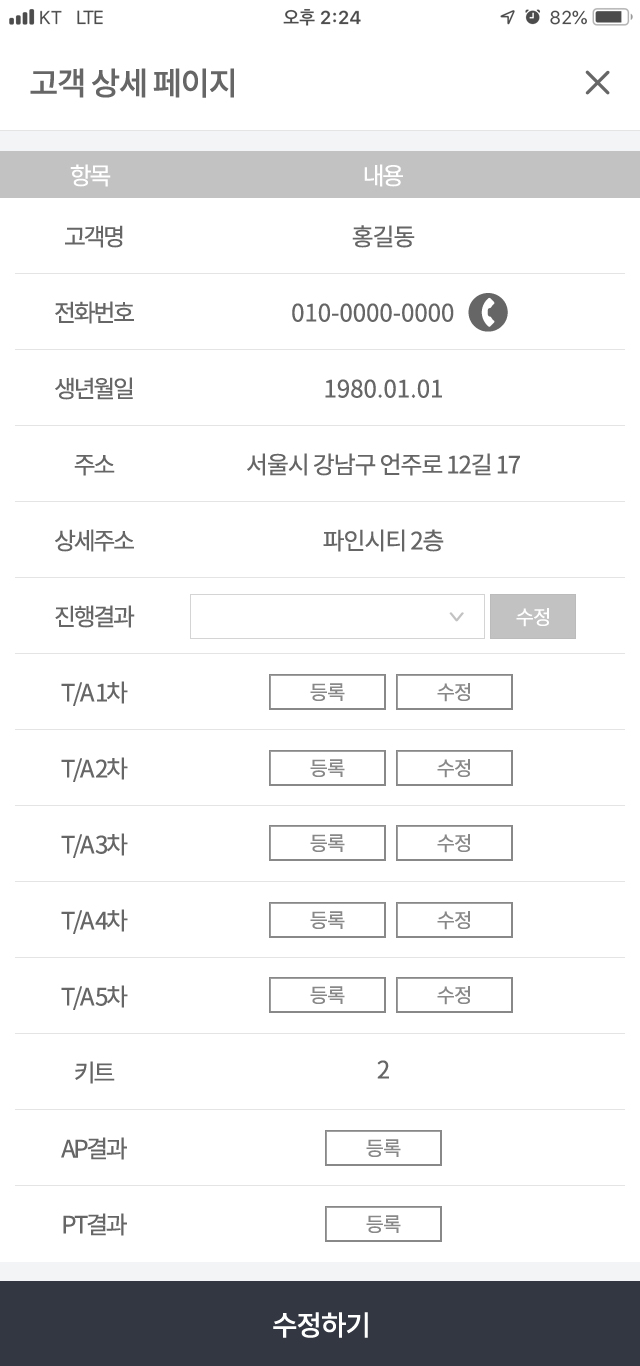 KT LTE 오후 2:24 82%
고객 상세 페이지
항목 내용
고객명 홍길동
전화번호 010-0000-0000
생년월일 1980.01.01
주소 서울시 강남구 언주로 12길 17
상세주소 파인시티 2층
진행결과 수정
T/A1차 등록 수정
T/A2차 등록 수정
T/A3차 등록 수정
T/A4차 등록 수정
T/A5차 등록 수정
키트 2
AP결과 등록
PT결과 등록
수정하기